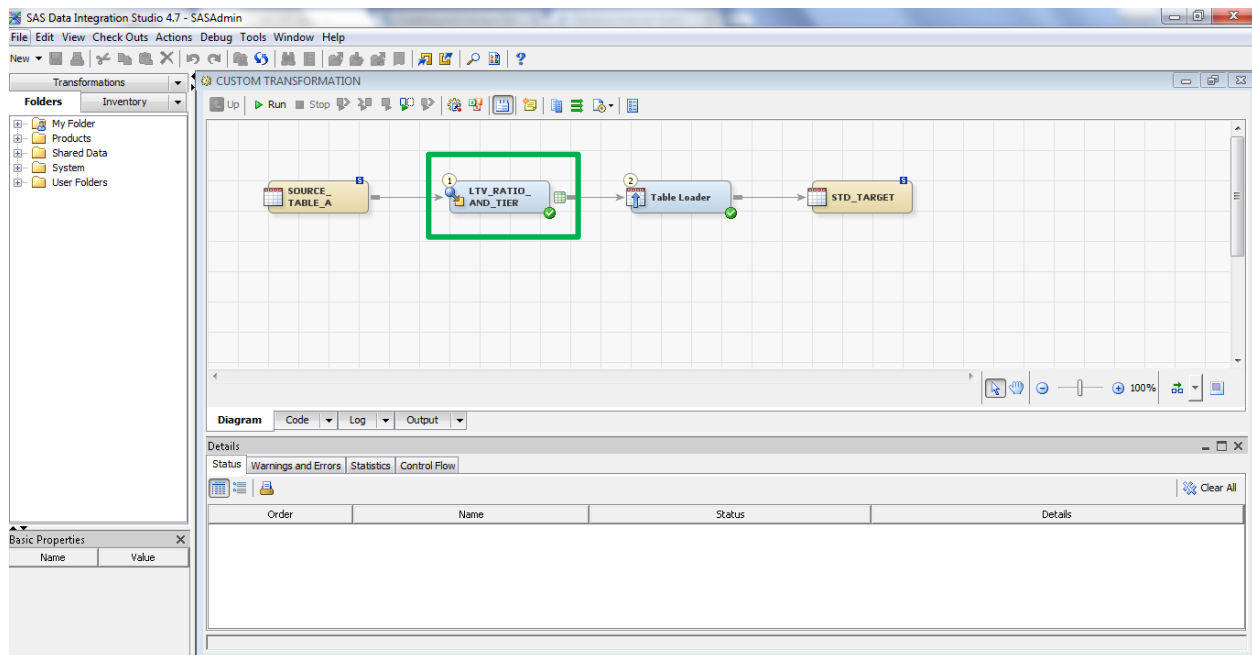 SAS Data Integration Studio 4.7 - SASAdmin
File Edit View Check Outs Actions Debug Tools Window Help
New
Transformations
CUSTOM TRANSFORMATION
Folders Inventory
Up Run Stop
My Folder
Products
Shared Data
System
User Folders
1
2
SOURCE_
TABLE_A
LTV_RATIO_
AND_TIER
Table Loader
STD_TARGET
100%
Diagram Code Log Output
Details
Status Warnings and Errors Statistics Control Flow
Clear All
Order Name Status Details
Basic Properties
Name Value